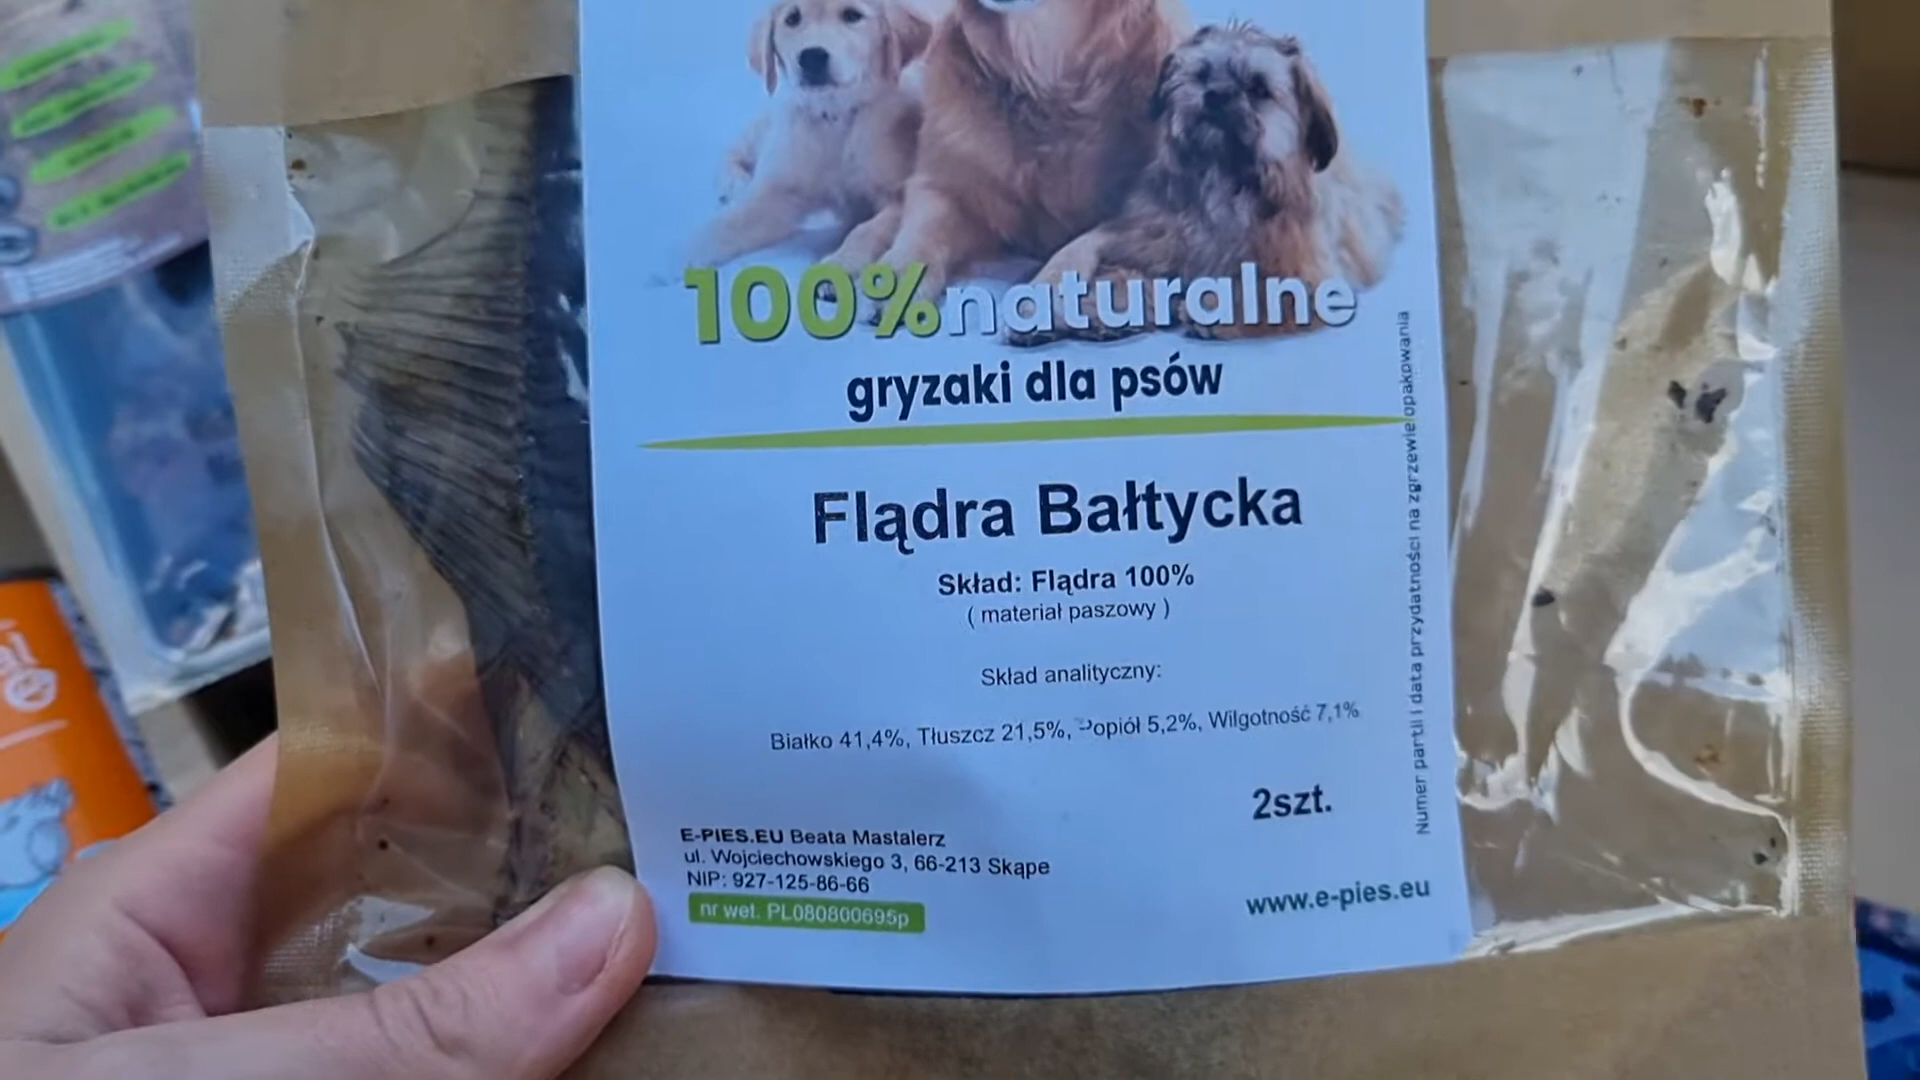 100%naturalne
gryzaki dla psów
Flądra Bałtycka
Skład: Flądra 100%
( materiał paszowy )
Skład analityczny:
Białko 41,4%, Tłuszcz 21,5%, Popiół 5,2%, Wilgotność 7,1%
2szt.
E-PIES.EU Beata Mastalerz
ul. Wojciechowskiego 3, 66-213 Skąpe
NIP: 927-125-86-66
nr wet. PL080800695p
www.e-pies.eu
Numer partii i data przydatności na zgrzewie opakowania